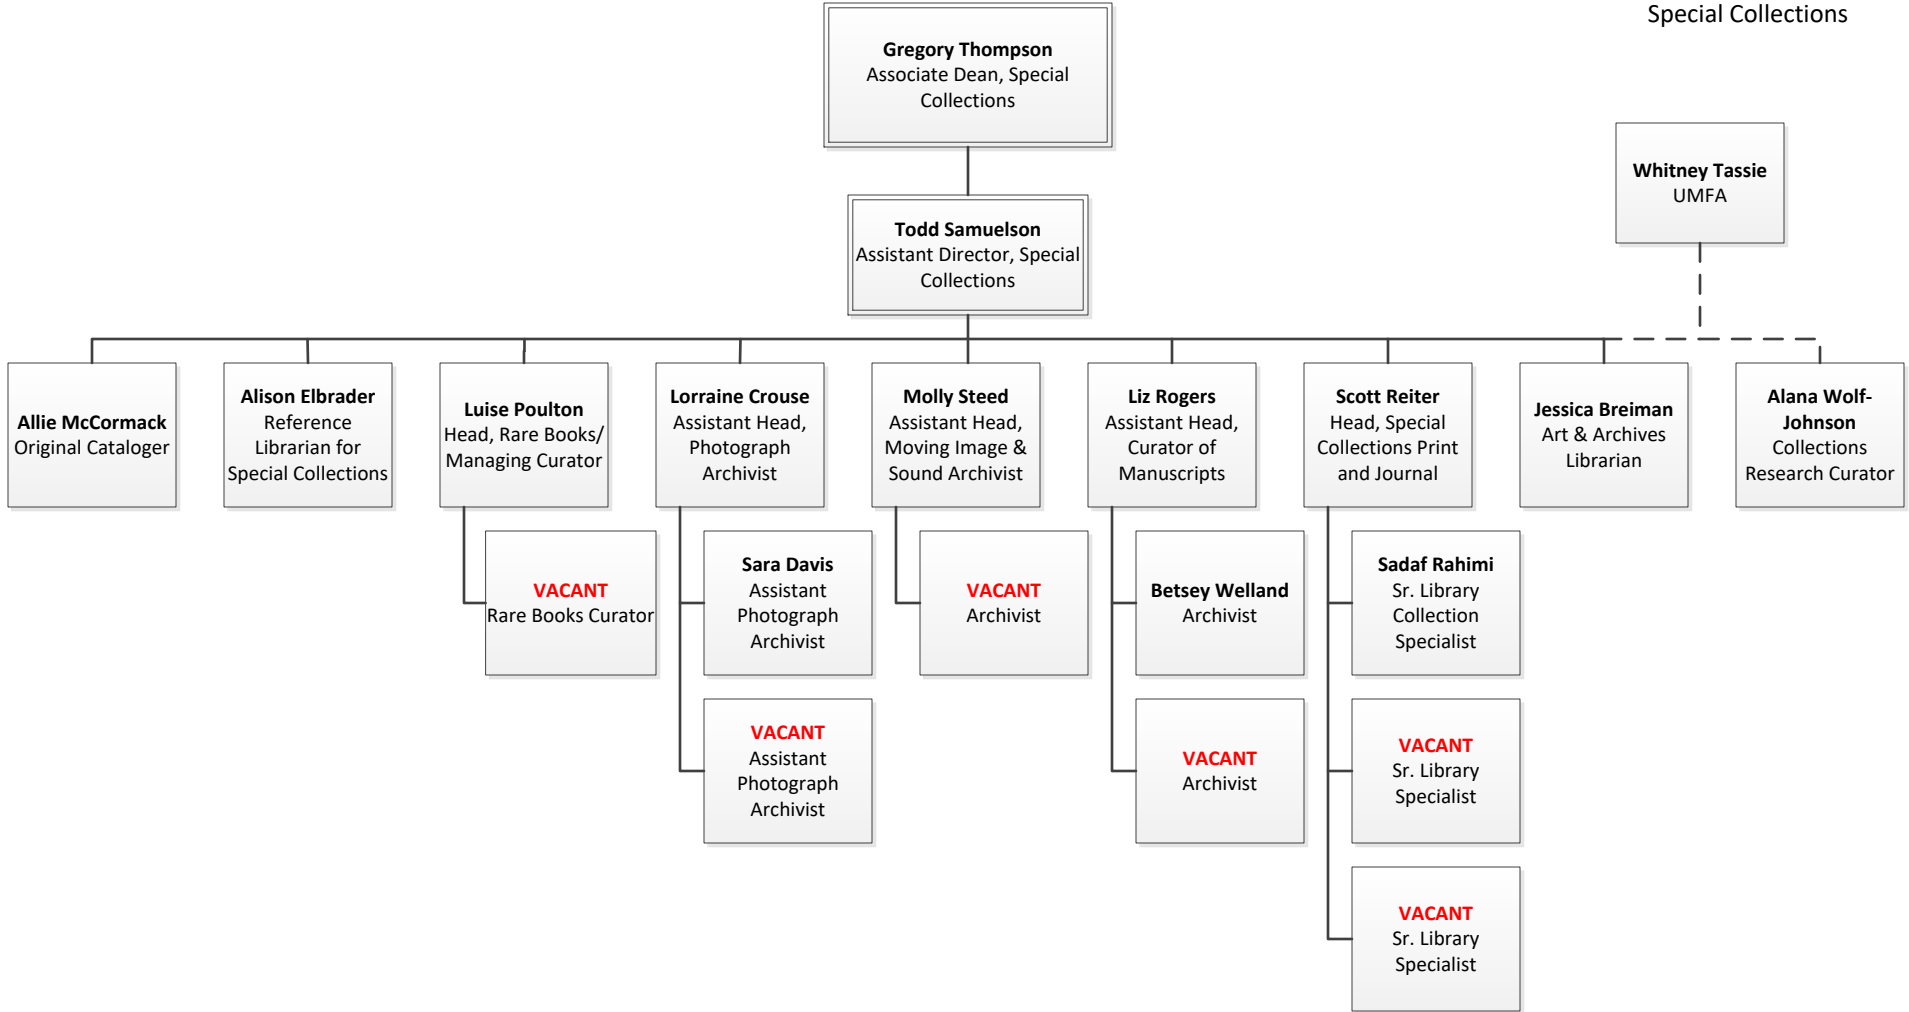 Special Collections
Gregory Thompson
Associate Dean, Special
Collections
Whitney Tassie
UMFA
Todd Samuelson
Assistant Director, Special
Collections
Allie McCormack
Original Cataloger
Alison Elbrader
Reference
Librarian for
Special Collections
Luise Poulton
Head, Rare Books/
Managing Curator
Lorraine Crouse
Assistant Head,
Photograph
Archivist
Molly Steed
Assistant Head,
Moving Image &
Sound Archivist
Liz Rogers
Assistant Head,
Curator of
Manuscripts
Scott Reiter
Head, Special
Collections Print
and Journal
Jessica Breiman
Art & Archives
Librarian
Alana Wolf-
Johnson
Collections
Research Curator
VACANT
Rare Books Curator
Sara Davis
Assistant
Photograph
Archivist
VACANT
Archivist
Betsey Welland
Archivist
Sadaf Rahimi
Sr. Library
Collection
Specialist
VACANT
Assistant
Photograph
Archivist
VACANT
Archivist
VACANT
Sr. Library
Specialist
VACANT
Sr. Library
Specialist